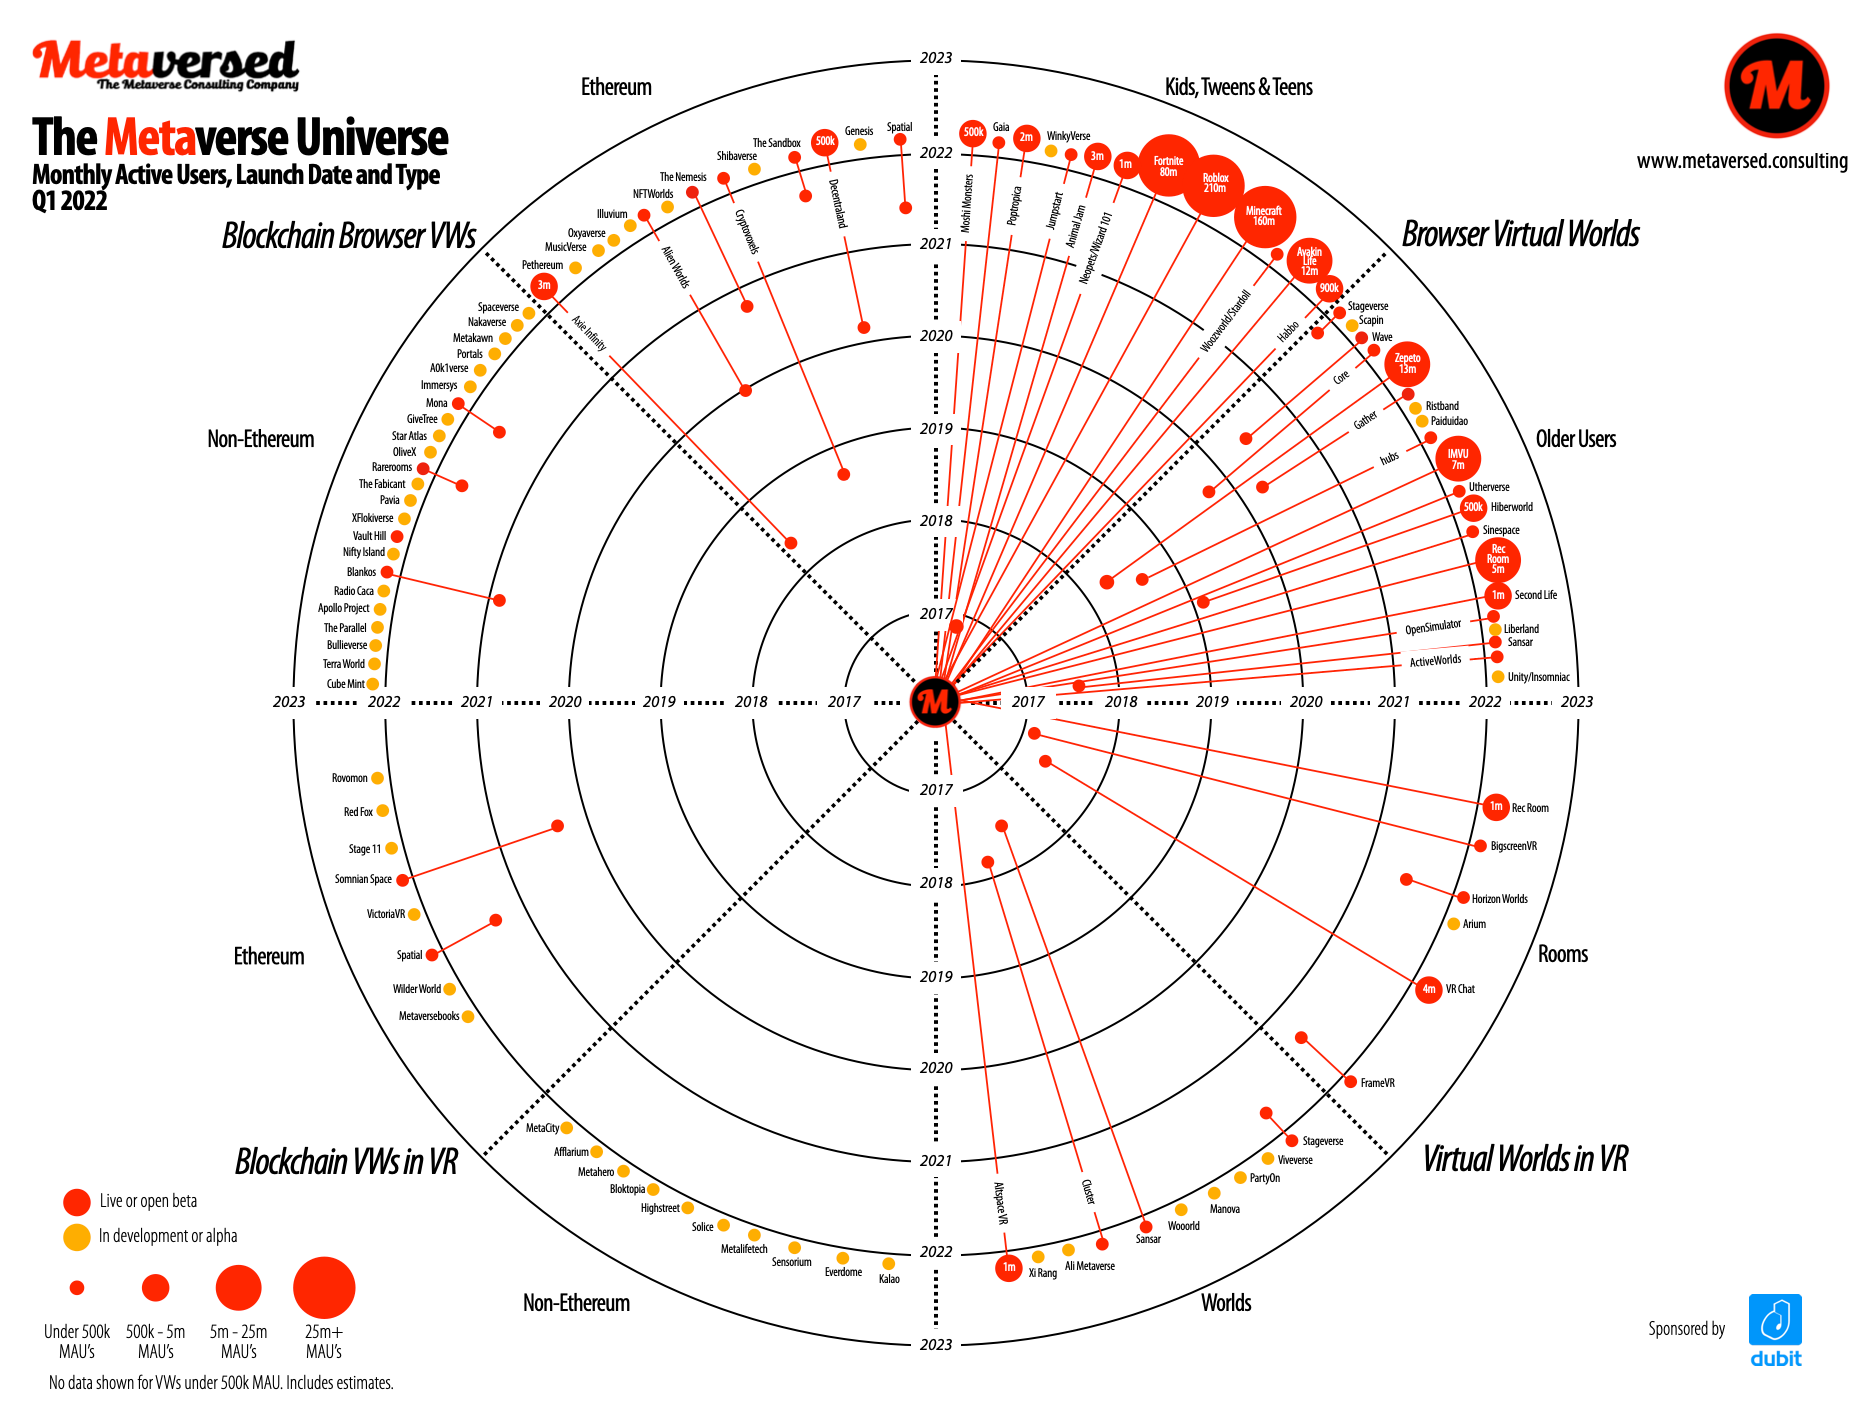 Metaversed
The Metaverse Consulting Company
The Metaverse Universe
Monthly Active Users, Launch Date and Type
Q1 2022
M
www.metaversed.consulting
Ethereum
Kids, Tweens & Teens
Blockchain Browser VWs
Browser Virtual Worlds
Non-Ethereum
Older Users
Ethereum
Rooms
Blockchain VWs in VR
Virtual Worlds in VR
Non-Ethereum
Worlds
2023
2022
2021
2020
2019
2018
2017
2023
2022
2021
2020
2019
2018
2017
M
2017
2018
2019
2020
2021
2022
2023
2017
2018
2019
2020
2021
2022
2023
Spatial
Genesis
500k
Decentraland
The Sandbox
Shibaverse
Cryptovoxels
The Nemesis
NFTWorlds
Alien Worlds
Illuvium
Oxyaverse
MusicVerse
Pethereum
3m
Axie Infinity
Spaceverse
Nakaverse
Metakawn
Portals
A0k1verse
Immersys
Mona
GiveTree
Star Atlas
OliveX
Rarerooms
The Fabicant
Pavia
XFlokiverse
Vault Hill
Nifty Island
Blankos
Radio Caca
Apollo Project
The Parallel
Bullieverse
Terra World
Cube Mint
500k
Moshi Monsters
Gaia
2m
Poptropica
WinkyVerse
Jumpstart
3m
Animal Jam
1m
Neopets/Wizard 101
Fortnite
80m
Roblox
210m
Minecraft
160m
Woozworld/Stardoll
Avakin
Life
12m
900k
Habbo
Stageverse
Scapin
Wave
Core
Zepeto
13m
Gather
Ristband
Paiduidao
hubs
IMVU
7m
Utherverse
500k
Hiberworld
Sinespace
Rec
Room
5m
1m
Second Life
OpenSimulator
Liberland
Sansar
ActiveWorlds
Unity/Insomniac
1m
Rec Room
BigscreenVR
Horizon Worlds
Arium
4m
VR Chat
FrameVR
Stageverse
Viveverse
PartyOn
Manova
Wooorld
Sansar
Cluster
Ali Metaverse
Xi Rang
1m
Altspace VR
Rovomon
Red Fox
Stage 11
Somnian Space
VictoriaVR
Spatial
Wilder World
Metaversebooks
MetaCity
Afflarium
Metahero
Bloktopia
Highstreet
Solice
Metalifetech
Sensorium
Everdome
Kalao
Live or open beta
In development or alpha
Under 500k
MAU's
500k - 5m
MAU's
5m - 25m
MAU's
25m+
MAU's
No data shown for VWs under 500k MAU. Includes estimates.
Sponsored by
dubit